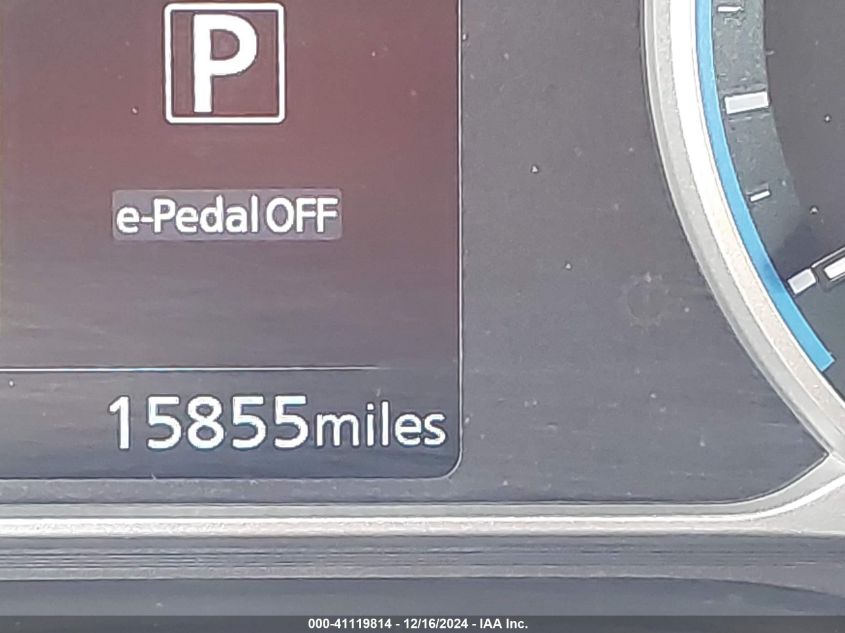 P
e-Pedal OFF
15855miles
000-41119814 - 12/16/2024 - IAA Inc.